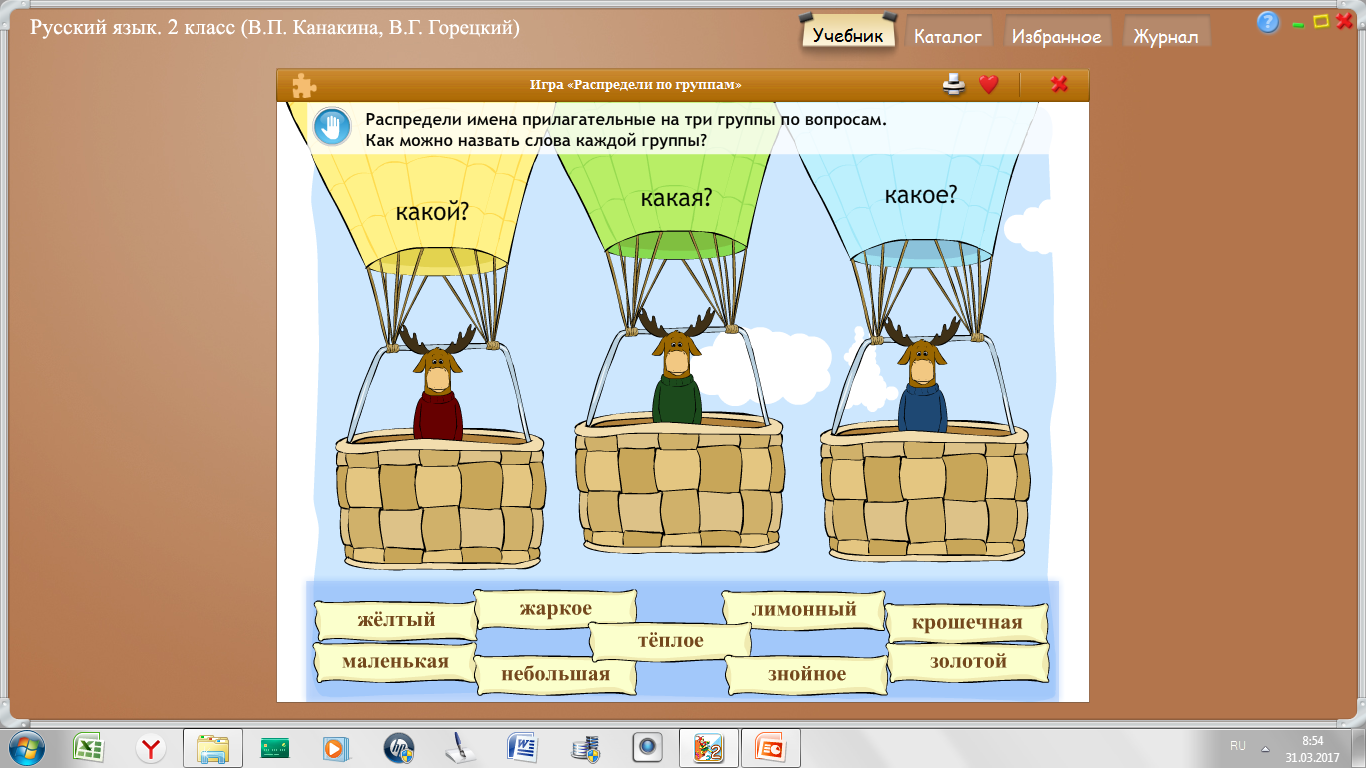 Русский язык. 2 класс (В.П. Канакина, В.Г. Горецкий)
Учебник
Каталог
Избранное
Журнал
?
Игра «Распредели по группам»
Распредели имена прилагательные на три группы по вопросам.
Как можно назвать слова каждой группы?
какой?
какая?
какое?
жёлтый
жаркое
лимонный
крошечная
тёплое
маленькая
небольшая
знойное
золотой
hp
2
RU
8:54
31.03.2017